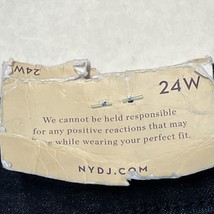 24W
24W
We cannot be held responsible
for any positive reactions that may
while wearing your perfect fit.
NYDJ.COM